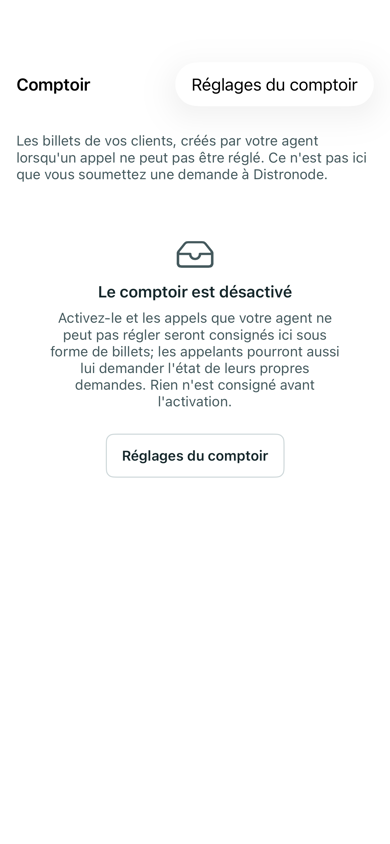 Comptoir
Réglages du comptoir
Les billets de vos clients, créés par votre agent
lorsqu'un appel ne peut pas être réglé. Ce n'est pas ici
que vous soumettez une demande à Distronode.
Le comptoir est désactivé
Activez-le et les appels que votre agent ne
peut pas régler seront consignés ici sous
forme de billets; les appelants pourront aussi
lui demander l'état de leurs propres
demandes. Rien n'est consigné avant
l'activation.
Réglages du comptoir